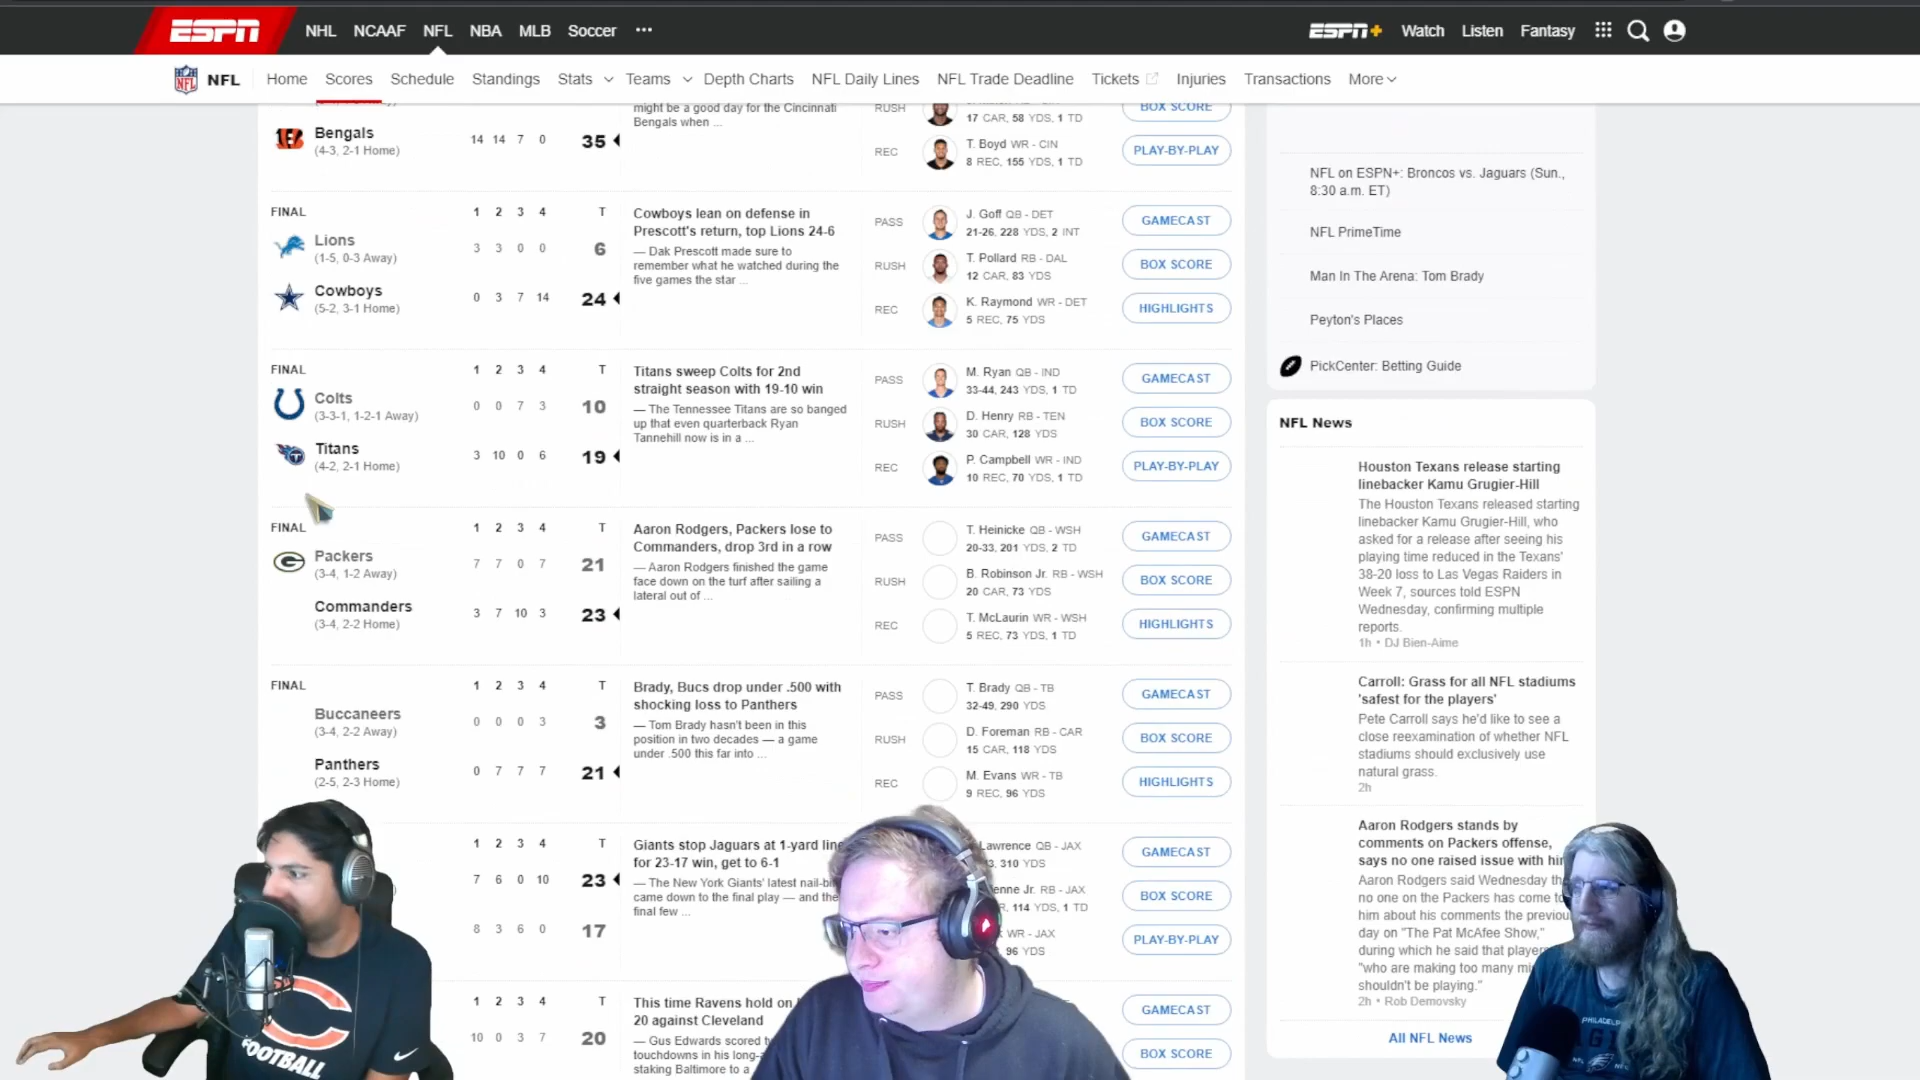 ESPN NHL NCAAF NFL NBA MLB Soccer ••• ESPN+ Watch Listen Fantasy
NFL Home Scores Schedule Standings Stats Teams Depth Charts NFL Daily Lines NFL Trade Deadline Tickets Injuries Transactions More
might be a good day for the Cincinnati
Bengals when ...
RUSH
17 CAR, 58 YDS, 1 TD
BOX SCORE
Bengals
(4-3, 2-1 Home)
14 14 7 0 35
REC
T. Boyd WR - CIN
8 REC, 155 YDS, 1 TD
PLAY-BY-PLAY
FINAL 1 2 3 4 T
Lions
(1-5, 0-3 Away)
3 3 0 0 6
Cowboys
(5-2, 3-1 Home)
0 3 7 14 24
Cowboys lean on defense in
Prescott's return, top Lions 24-6
— Dak Prescott made sure to
remember what he watched during the
five games the star ...
PASS
J. Goff QB - DET
21-26, 228 YDS, 2 INT
RUSH
T. Pollard RB - DAL
12 CAR, 83 YDS
REC
K. Raymond WR - DET
5 REC, 75 YDS
GAMECAST
BOX SCORE
HIGHLIGHTS
FINAL 1 2 3 4 T
Colts
(3-3-1, 1-2-1 Away)
0 0 7 3 10
Titans
(4-2, 2-1 Home)
3 10 0 6 19
Titans sweep Colts for 2nd
straight season with 19-10 win
— The Tennessee Titans are so banged
up that even quarterback Ryan
Tannehill now is in a ...
PASS
M. Ryan QB - IND
33-44, 243 YDS, 1 TD
RUSH
D. Henry RB - TEN
30 CAR, 128 YDS
REC
P. Campbell WR - IND
10 REC, 70 YDS, 1 TD
GAMECAST
BOX SCORE
PLAY-BY-PLAY
FINAL 1 2 3 4 T
Packers
(3-4, 1-2 Away)
7 7 0 7 21
Commanders
(3-4, 2-2 Home)
3 7 10 3 23
Aaron Rodgers, Packers lose to
Commanders, drop 3rd in a row
— Aaron Rodgers finished the game
face down on the turf after sailing a
lateral out of ...
PASS
T. Heinicke QB - WSH
20-33, 201 YDS, 2 TD
RUSH
B. Robinson Jr. RB - WSH
20 CAR, 73 YDS
REC
T. McLaurin WR - WSH
5 REC, 73 YDS, 1 TD
GAMECAST
BOX SCORE
HIGHLIGHTS
FINAL 1 2 3 4 T
Buccaneers
(3-4, 2-2 Away)
0 0 0 3 3
Panthers
(2-5, 2-3 Home)
0 7 7 7 21
Brady, Bucs drop under .500 with
shocking loss to Panthers
— Tom Brady hasn't been in this
position in two decades — a game
under .500 this far into ...
PASS
T. Brady QB - TB
32-49, 290 YDS
RUSH
D. Foreman RB - CAR
15 CAR, 118 YDS
REC
M. Evans WR - TB
9 REC, 96 YDS
GAMECAST
BOX SCORE
HIGHLIGHTS
1 2 3 4 T
7 6 0 10 23
8 3 6 0 17
Giants stop Jaguars at 1-yard line
for 23-17 win, get to 6-1
— The New York Giants' latest
came down to the final play — and the
final few ...
Lawrence QB - JAX
310 YDS
Jr. RB - JAX
114 YDS, 1 TD
WR - JAX
96 YDS
GAMECAST
BOX SCORE
PLAY-BY-PLAY
1 2 3 4 T
10 0 3 7 20
This time Ravens hold on
20 against Cleveland
— Gus Edwards scored
touchdowns in his
staking Baltimore to a
GAMECAST
BOX SCORE
NFL on ESPN+: Broncos vs. Jaguars (Sun.,
8:30 a.m. ET)
NFL PrimeTime
Man In The Arena: Tom Brady
Peyton's Places
PickCenter: Betting Guide
NFL News
Houston Texans release starting
linebacker Kamu Grugier-Hill
The Houston Texans released starting
linebacker Kamu Grugier-Hill, who
asked for a release after seeing his
playing time reduced in the Texans'
38-20 loss to Las Vegas Raiders in
Week 7, sources told ESPN
Wednesday, confirming multiple
reports.
1h • DJ Bien-Aime
Carroll: Grass for all NFL stadiums
'safest for the players'
Pete Carroll says he'd like to see a
close reexamination of whether NFL
stadiums should exclusively use
natural grass.
2h
Aaron Rodgers stands by
comments on Packers offense,
says no one raised issue with
Aaron Rodgers said Wednesday
no one on the Packers has come
him about his comments the previous
day on "The Pat McAfee Show,"
during which he said that players
"who are making too many
shouldn't be playing."
2h • Rob Demovsky
All NFL News
FOOTBALL